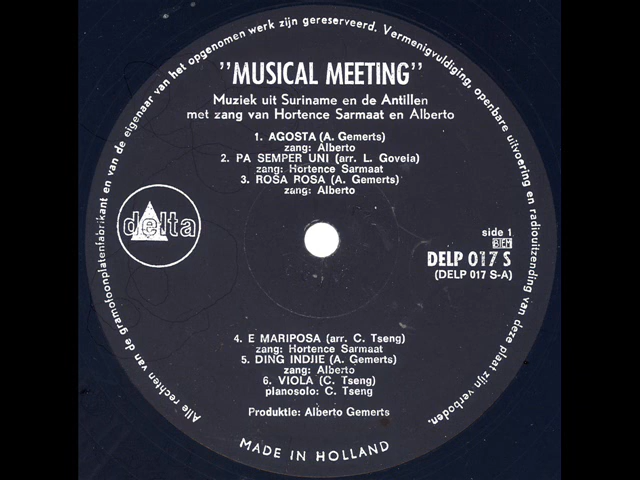 Alle rechten van de gramofoonplatenfabrikant en van de eigenaar van het opgenomen werk zijn gereserveerd. Vermenigvuldiging, openbare uitvoering en radiouitzending van deze plaat zijn verboden.
"MUSICAL MEETING"
Muziek uit Suriname en de Antillen
met zang van Hortence Sarmaat en Alberto
1. AGOSTA (A. Gemerts)
zang: Alberto
2. PA SEMPER UNI (arr. L. Goveia)
zang: Hortence Sarmaat
3. ROSA ROSA (A. Gemerts)
zang: Alberto
delta
side 1
BIEM
DELP 017 S
(DELP 017 S-A)
4. E MARIPOSA (arr. C. Tseng)
zang: Hortence Sarmaat
5. DING INDJIE (A. Gemerts)
zang: Alberto
6. VIOLA (C. Tseng)
pianosolo: C. Tseng
Produktie: Alberto Gemerts
MADE IN HOLLAND